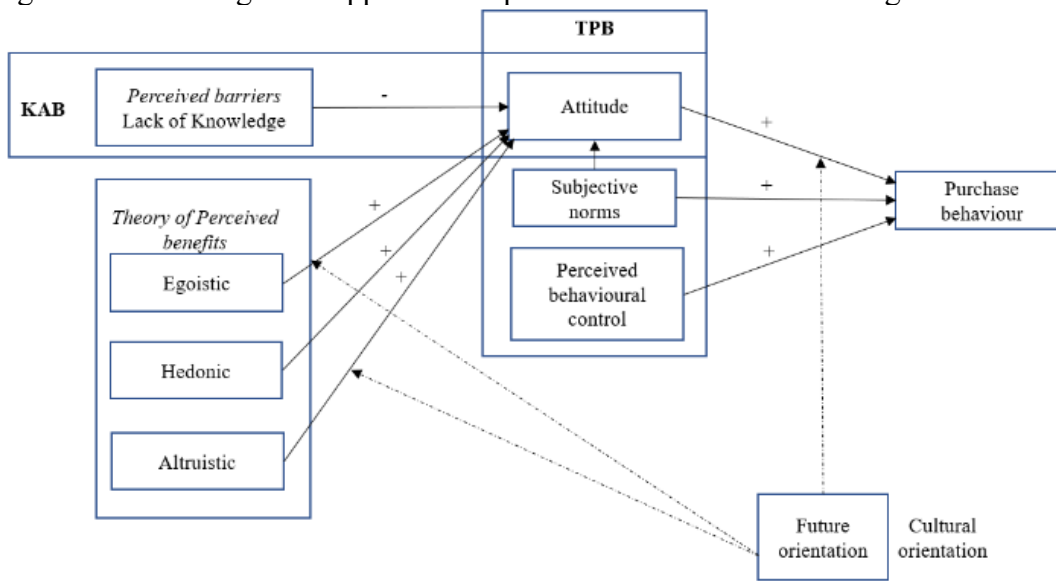 TPB
KAB
Perceived barriers
Lack of Knowledge
-
Attitude
+
Subjective
norms
+
Purchase
behaviour
Theory of Perceived
benefits
+
Egoistic
+
+
Perceived
behavioural
control
+
Hedonic
Altruistic
Future
orientation
Cultural
orientation